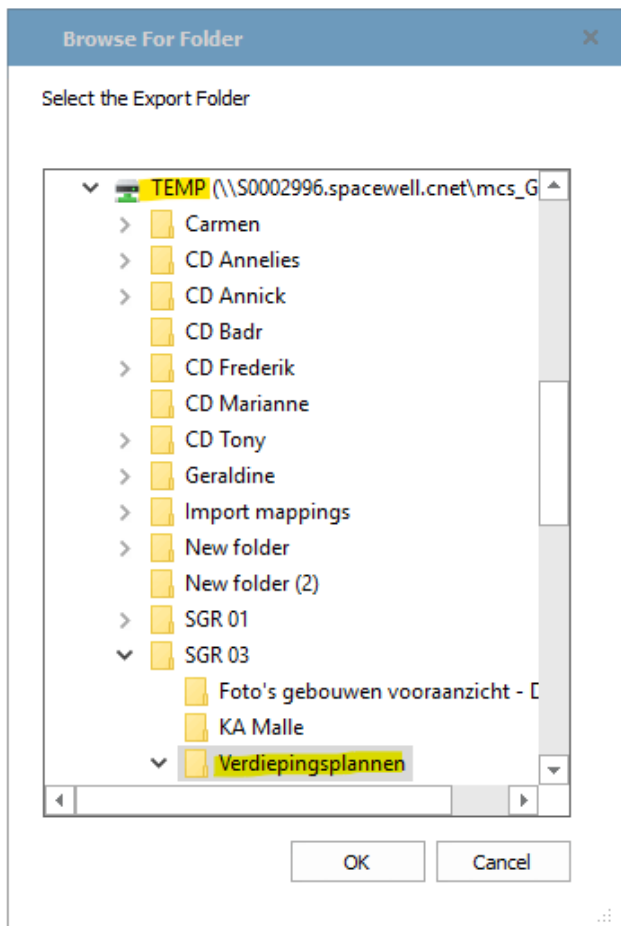 Browse For Folder
Select the Export Folder
TEMP (\\S0002996.spacewell.cnet\mcs_G
Carmen
CD Annelies
CD Annick
CD Badr
CD Frederik
CD Marianne
CD Tony
Geraldine
Import mappings
New folder
New folder (2)
SGR 01
SGR 03
Foto's gebouwen vooraanzicht - D
KA Malle
Verdiepingsplannen
OK Cancel